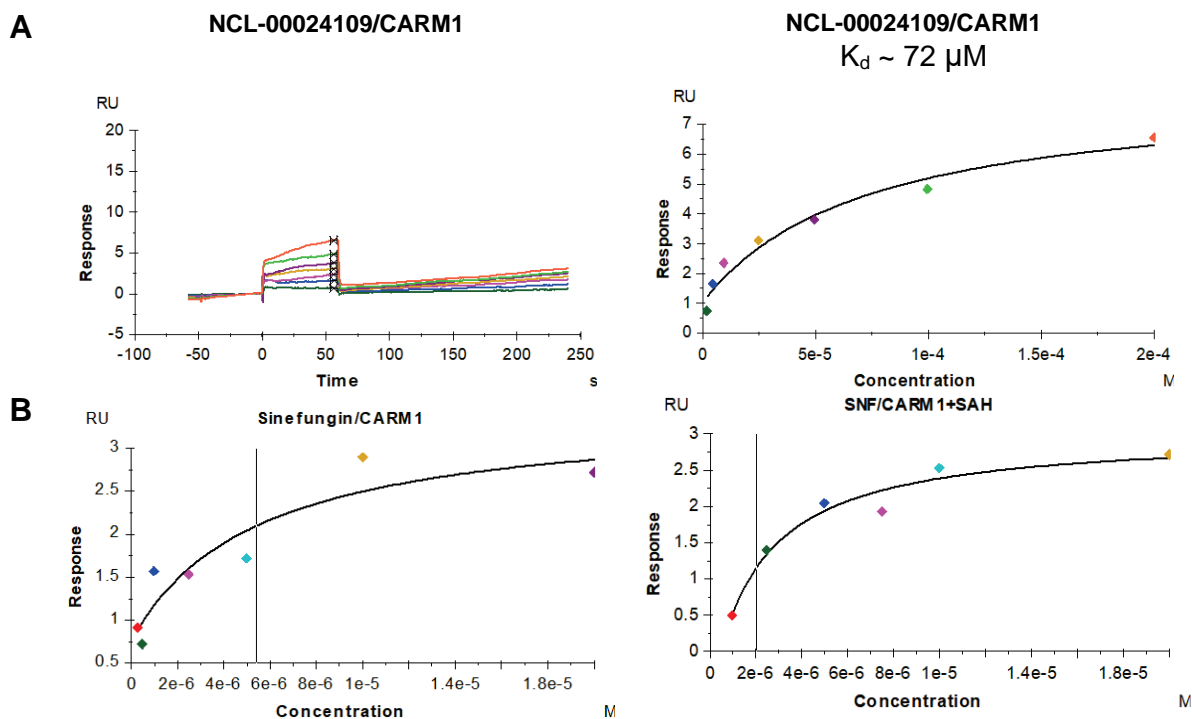 A
NCL-00024109/CARM1
RU
20
15
10
5
0
-5
Response
-100
-50
0
50
100
150
200
250
Time
s
NCL-00024109/CARM1
Kd ~ 72 µM
RU
7
6
5
4
3
2
1
0
Response
0
5e-5
1e-4
1.5e-4
2e-4
Concentration
M
B
RU
Sinefungin/CARM1
3
2.5
2
1.5
1
0.5
Response
0
2e-6
4e-6
6e-6
1e-5
1.4e-5
1.8e-5
Concentration
M
RU
SNF/CARM1+SAH
3
2.5
2
1.5
1
0.5
0
Response
0
2e-6
4e-6
6e-6
1e-5
1.4e-5
1.8e-5
Concentration
M